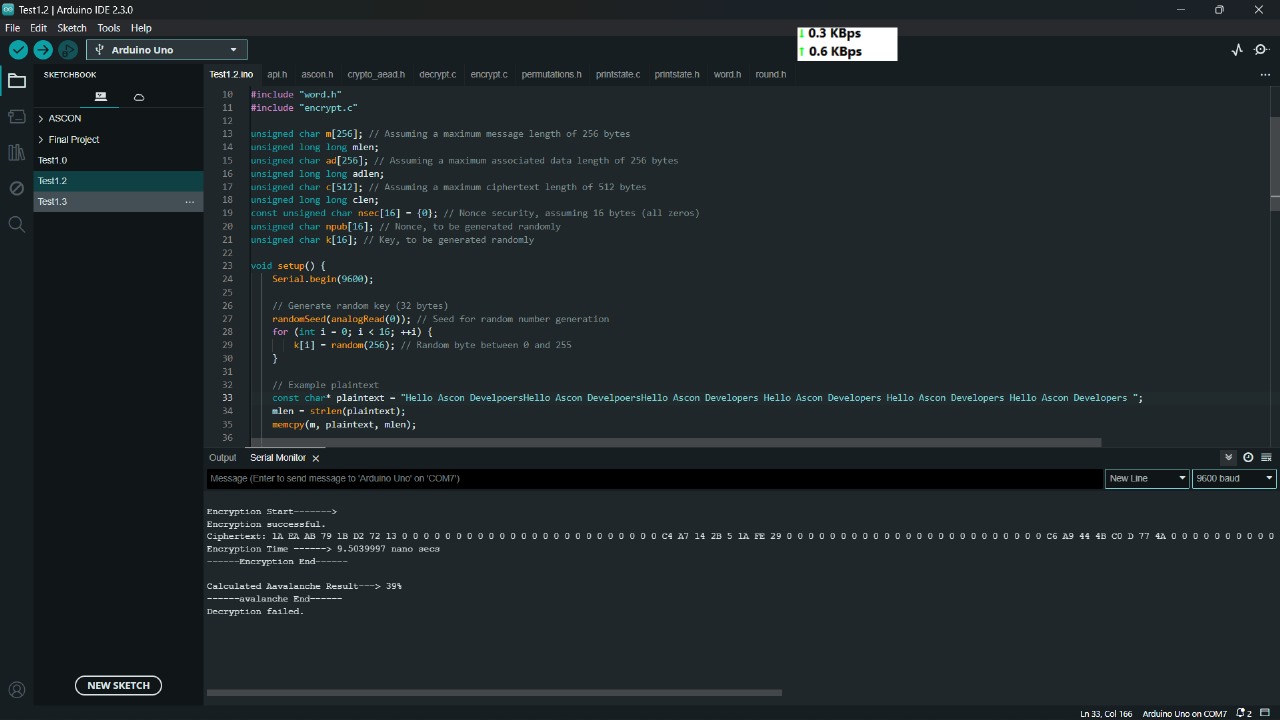 Test1.2 | Arduino IDE 2.3.0
File Edit Sketch Tools Help
Arduino Uno
↓ 0.3 KBps
↑ 0.6 KBps
SKETCHBOOK
Test1.2.ino api.h ascon.h crypto_aead.h decrypt.c encrypt.c permutations.h printstate.c printstate.h word.h round.h
ASCON
Final Project
Test1.0
Test1.2
Test1.3
10 #include "word.h"
11 #include "encrypt.c"
12
13 unsigned char m[256]; // Assuming a maximum message length of 256 bytes
14 unsigned long long mlen;
15 unsigned char ad[256]; // Assuming a maximum associated data length of 256 bytes
16 unsigned long long adlen;
17 unsigned char c[512]; // Assuming a maximum ciphertext length of 512 bytes
18 unsigned long long clen;
19 const unsigned char nsec[16] = {0}; // Nonce security, assuming 16 bytes (all zeros)
20 unsigned char npub[16]; // Nonce, to be generated randomly
21 unsigned char k[16]; // Key, to be generated randomly
22
23 void setup() {
24 Serial.begin(9600);
25
26 // Generate random key (32 bytes)
27 randomSeed(analogRead(0)); // Seed for random number generation
28 for (int i = 0; i < 16; ++i) {
29 k[i] = random(256); // Random byte between 0 and 255
30 }
31
32 // Example plaintext
33 const char* plaintext = "Hello Ascon DevelpoersHello Ascon DevelpoersHello Ascon Developers Hello Ascon Developers Hello Ascon Developers Hello Ascon Developers ";
34 mlen = strlen(plaintext);
35 memcpy(m, plaintext, mlen);
36
Output Serial Monitor
Message (Enter to send message to 'Arduino Uno' on 'COM7')
New Line 9600 baud
Encryption Start------->
Encryption successful.
Ciphertext: 1A EA AB 79 1B D2 72 13 0 0 0 0 0 0 0 0 0 0 0 0 0 0 0 0 0 0 0 0 0 0 0 0 C4 A7 14 2B 5 1A FE 29 0 0 0 0 0 0 0 0 0 0 0 0 0 0 0 0 0 0 0 0 0 0 0 0 C6 A9 44 4B C0 D 77 4A 0 0 0 0 0 0 0 0 0 0
Encryption Time ------> 9.5039997 nano secs
------Encryption End------
Calculated Aavalanche Result---> 39%
------avalanche End------
Decryption failed.
NEW SKETCH
Ln 33, Col 166 Arduino Uno on COM7 2